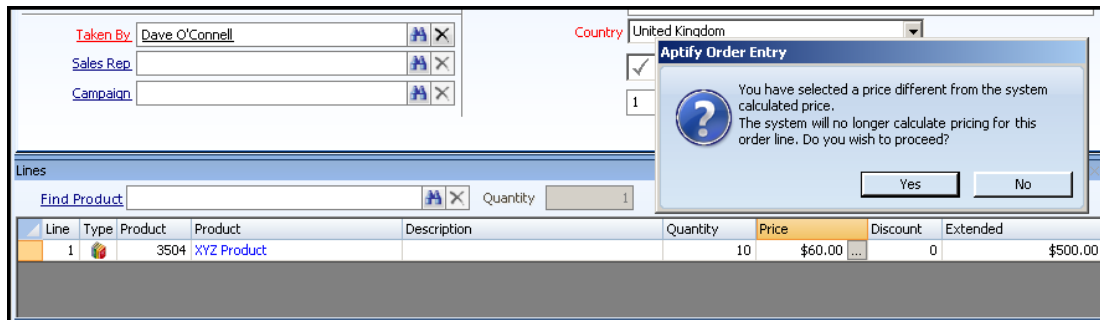 Taken By Dave O'Connell
Country United Kingdom
Sales Rep
Campaign
1
Aptify Order Entry
You have selected a price different from the system
calculated price.
The system will no longer calculate pricing for this
order line. Do you wish to proceed?
Yes No
Lines
Find Product Quantity 1
Line Type Product Product Description Quantity Price Discount Extended
1 3504 XYZ Product 10 $60.00 ... 0 $500.00